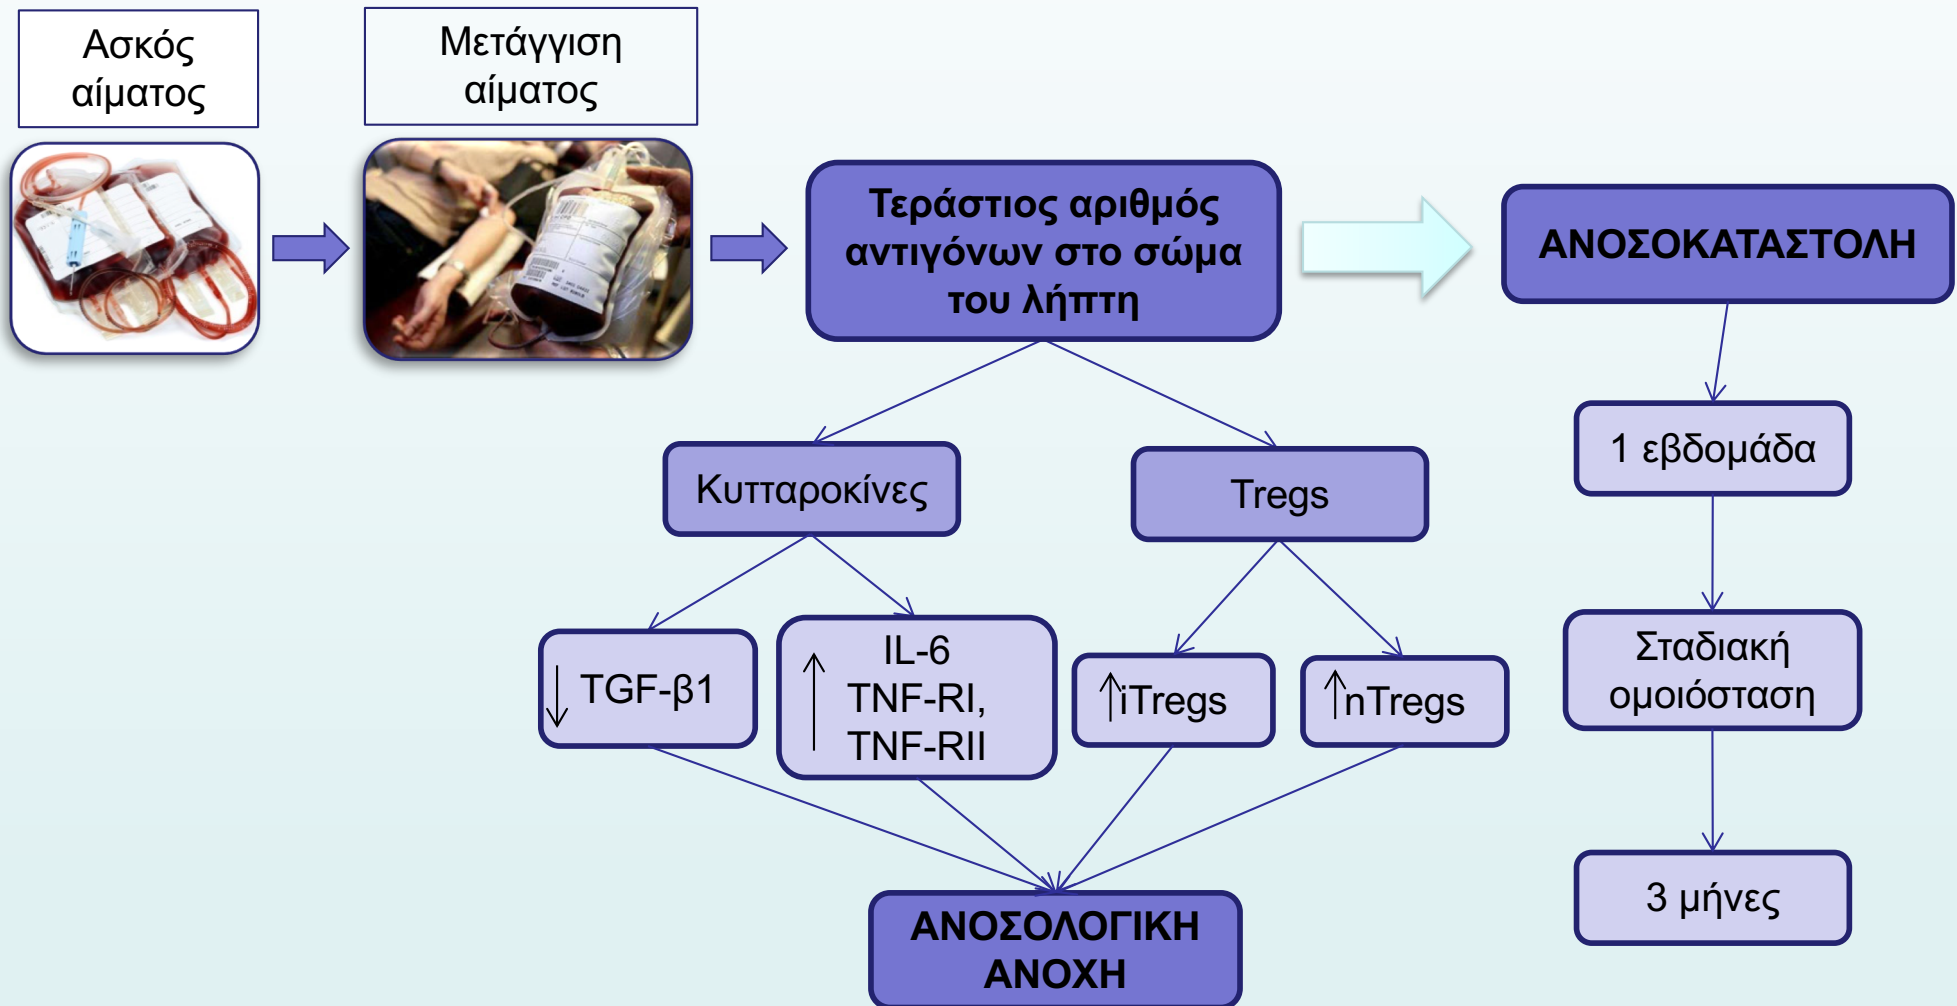 Ασκός
αίματος
Μετάγγιση
αίματος
Τεράστιος αριθμός
αντιγόνων στο σώμα
του λήπτη
ΑΝΟΣΟΚΑΤΑΣΤΟΛΗ
Κυτταροκίνες
Tregs
1 εβδομάδα
TGF-β1
IL-6
TNF-RI,
TNF-RII
iTregs
nTregs
Σταδιακή
ομοιόσταση
3 μήνες
ΑΝΟΣΟΛΟΓΙΚΗ
ΑΝΟΧΗ